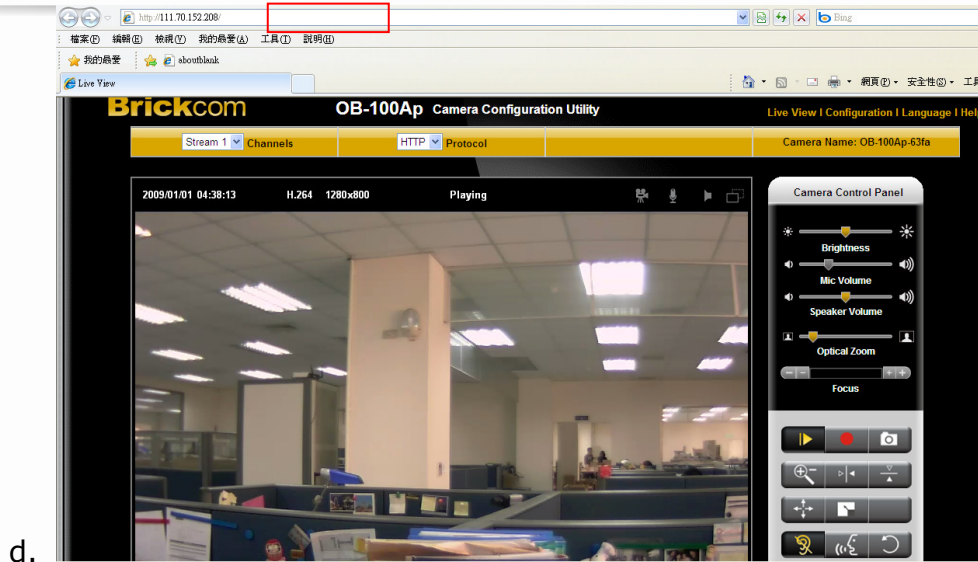 http://111.70.152.208/
Bing
檔案(F) 編輯(E) 檢視(V) 我的最愛(A) 工具(T) 説明(H)
我的最愛 aboutblank
Live View
網頁(P) 安全性(S) 工具
Brickcom OB-100Ap Camera Configuration Utility Live View I Configuration I Language I Help
Stream 1 Channels HTTP Protocol Camera Name: OB-100Ap-63fa
2009/01/01 04:38:13 H.264 1280x800 Playing
Camera Control Panel
Brightness
Mic Volume
Speaker Volume
Optical Zoom
Focus
d.